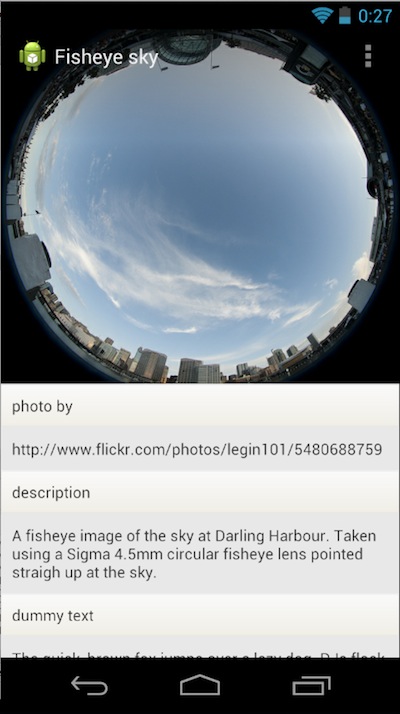 0:27
Fisheye sky
photo by
http://www.flickr.com/photos/legin101/5480688759
description
A fisheye image of the sky at Darling Harbour. Taken
using a Sigma 4.5mm circular fisheye lens pointed
straigh up at the sky.
dummy text
The quick, brown fox jumps over a lazy dog. DJs flock